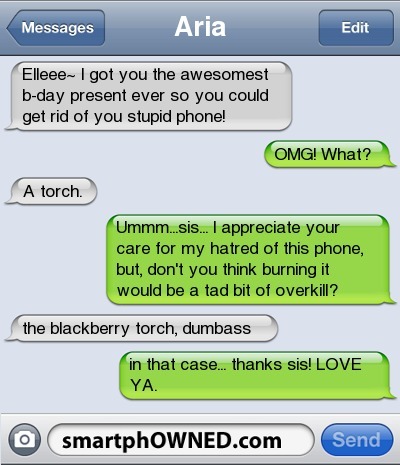 Messages
Aria
Edit
Elleee~ I got you the awesomest
b-day present ever so you could
get rid of you stupid phone!
OMG! What?
A torch.
Ummm...sis... I appreciate your
care for my hatred of this phone,
but, don't you think burning it
would be a tad bit of overkill?
the blackberry torch, dumbass
in that case... thanks sis! LOVE
YA.
smartphOWNED.com
Send